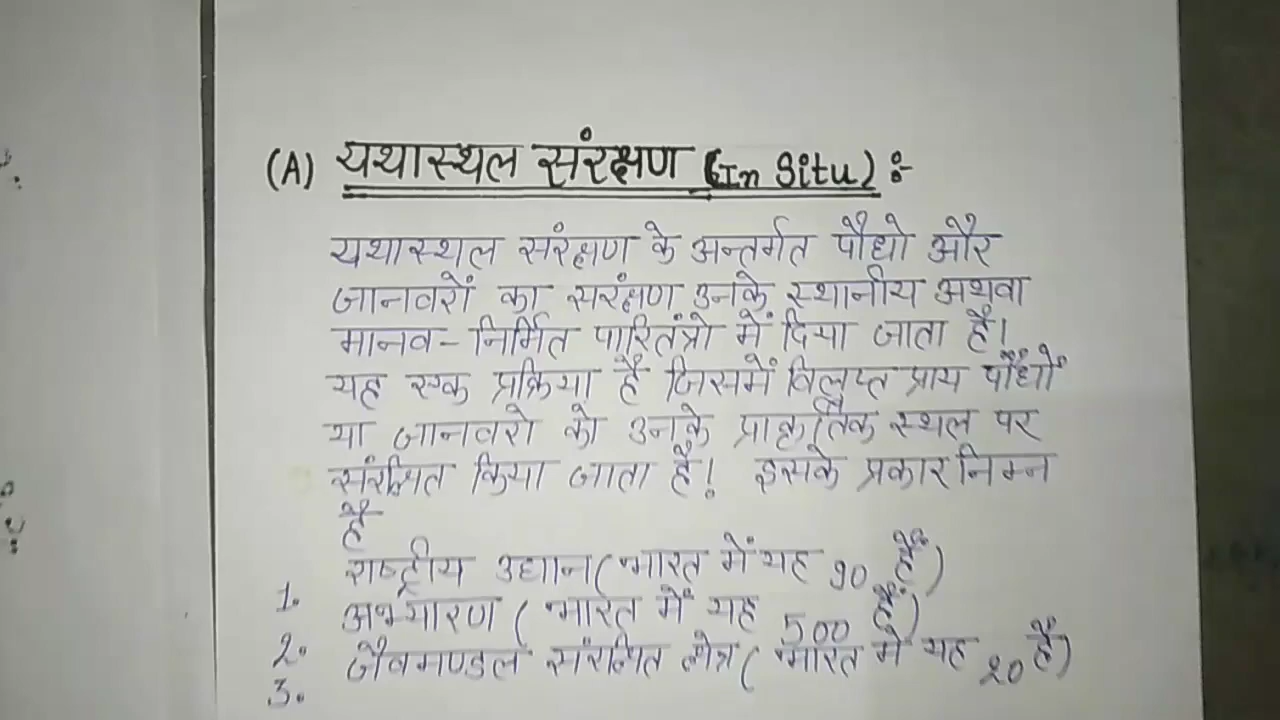 (A) यथास्थल संरक्षण (In Situ) :-
यथास्थल संरक्षण के अन्तर्गत पौधो और
जानवरों का सरंक्षण उनके स्थानीय अथवा
मानव-निर्मित पारितंत्रो में दिया जाता है।
यह एक प्रक्रिया है जिसमें विलुप्त प्राय पौधों
या जानवरो को उनके प्राकृतिक स्थल पर
संरक्षित किया जाता है! इसके प्रकार निम्न
है
1. राष्ट्रीय उद्यान (भारत में यह 90 हैं)
2. अभ्यारण (भारत में यह 500 हैं)
3. जैवमण्डल संरक्षित क्षेत्र (भारत मे यह 20 हैं)